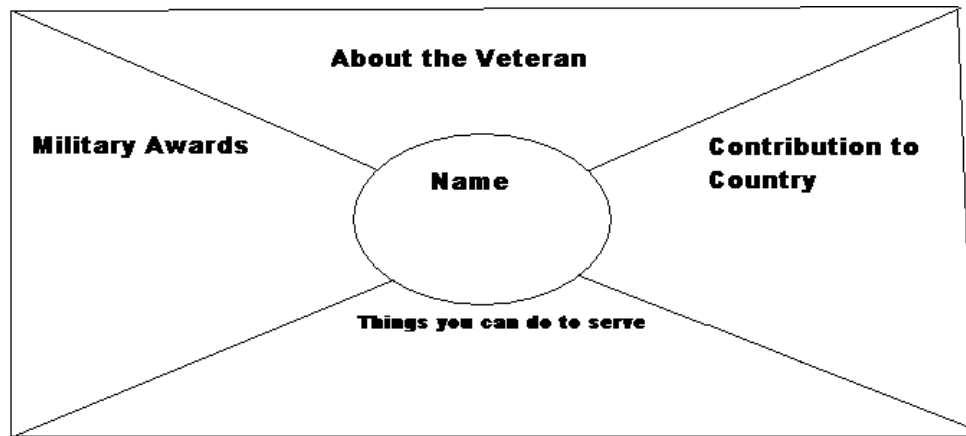 About the Veteran
Military Awards
Contribution to
Country
Name
Things you can do to serve